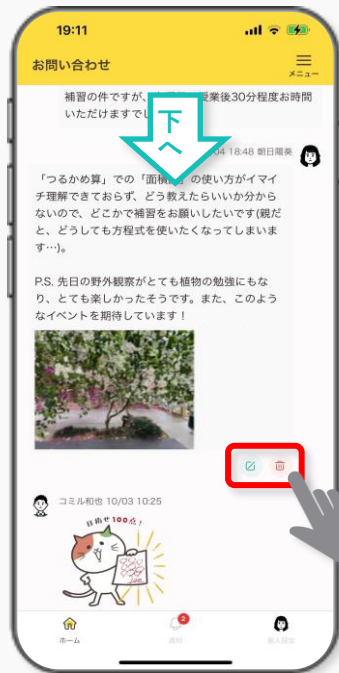 19:11
お問い合わせ
メニュー
補習の件ですが、 授業後30分程度お時間
いただけますでし
下
へ
04 18:48 朝日陽奏
「つるかめ算」での「面積 の使い方がイマイ
チ理解できておらず、どう教えたらいいか分から
ないので、どこかで補習をお願いしたいです(親だ
と、どうしても方程式を使いたくなってしまいま
す…)。
P.S. 先日の野外観察がとても植物の勉強にもな
り、とても楽しかったそうです。また、このよう
なイベントを期待しています！
コミル和也 10/03 10:25
目指せ100点！
ホーム
2
通知
個人設定